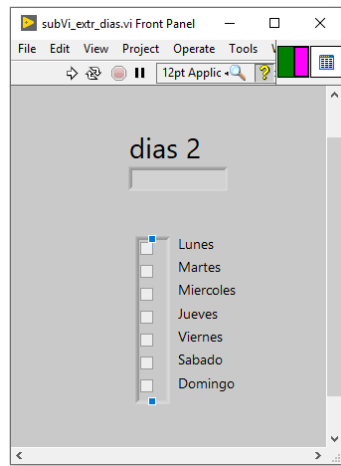 subVi_extr_dias.vi Front Panel
File Edit View Project Operate Tools
12pt Applic
dias 2
Lunes
Martes
Miercoles
Jueves
Viernes
Sabado
Domingo